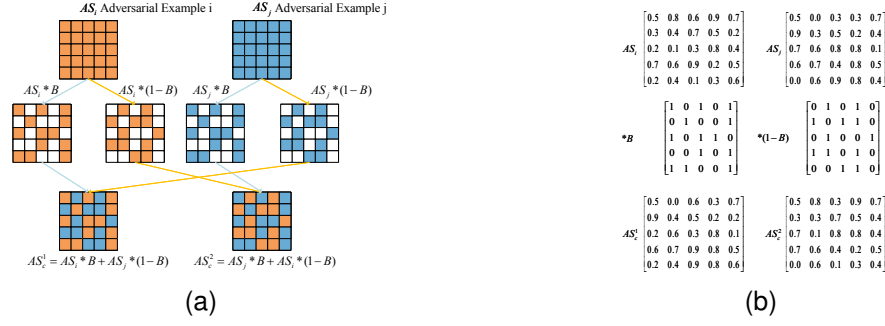 AS_i Adversarial Example i
AS_j Adversarial Example j
AS_i * B
AS_i * (1−B)
AS_j * B
AS_j * (1−B)
AS_c^1 = AS_i * B + AS_j * (1−B)
AS_c^2 = AS_j * B + AS_i * (1−B)
(a)
AS_i
0.5 0.8 0.6 0.9 0.7
0.3 0.4 0.7 0.5 0.2
0.2 0.1 0.3 0.8 0.4
0.7 0.6 0.9 0.2 0.5
0.2 0.4 0.1 0.3 0.6
AS_j
0.5 0.0 0.3 0.3 0.7
0.9 0.3 0.5 0.2 0.4
0.7 0.6 0.8 0.8 0.1
0.7 0.7 0.4 0.8 0.5
0.0 0.6 0.9 0.8 0.4
*B
1 0 1 0 1
0 1 0 0 1
1 0 1 1 0
0 0 1 0 1
1 1 0 0 1
*(1−B)
0 1 0 1 0
1 0 1 1 0
0 1 0 0 1
1 1 0 1 0
0 0 1 1 0
AS_c^1
0.5 0.0 0.6 0.3 0.7
0.9 0.4 0.5 0.2 0.2
0.2 0.6 0.3 0.8 0.1
0.6 0.7 0.9 0.8 0.5
0.2 0.4 0.9 0.8 0.6
AS_c^2
0.5 0.8 0.3 0.9 0.7
0.3 0.3 0.7 0.5 0.4
0.7 0.1 0.8 0.8 0.4
0.7 0.6 0.4 0.2 0.5
0.0 0.6 0.1 0.3 0.4
(b)